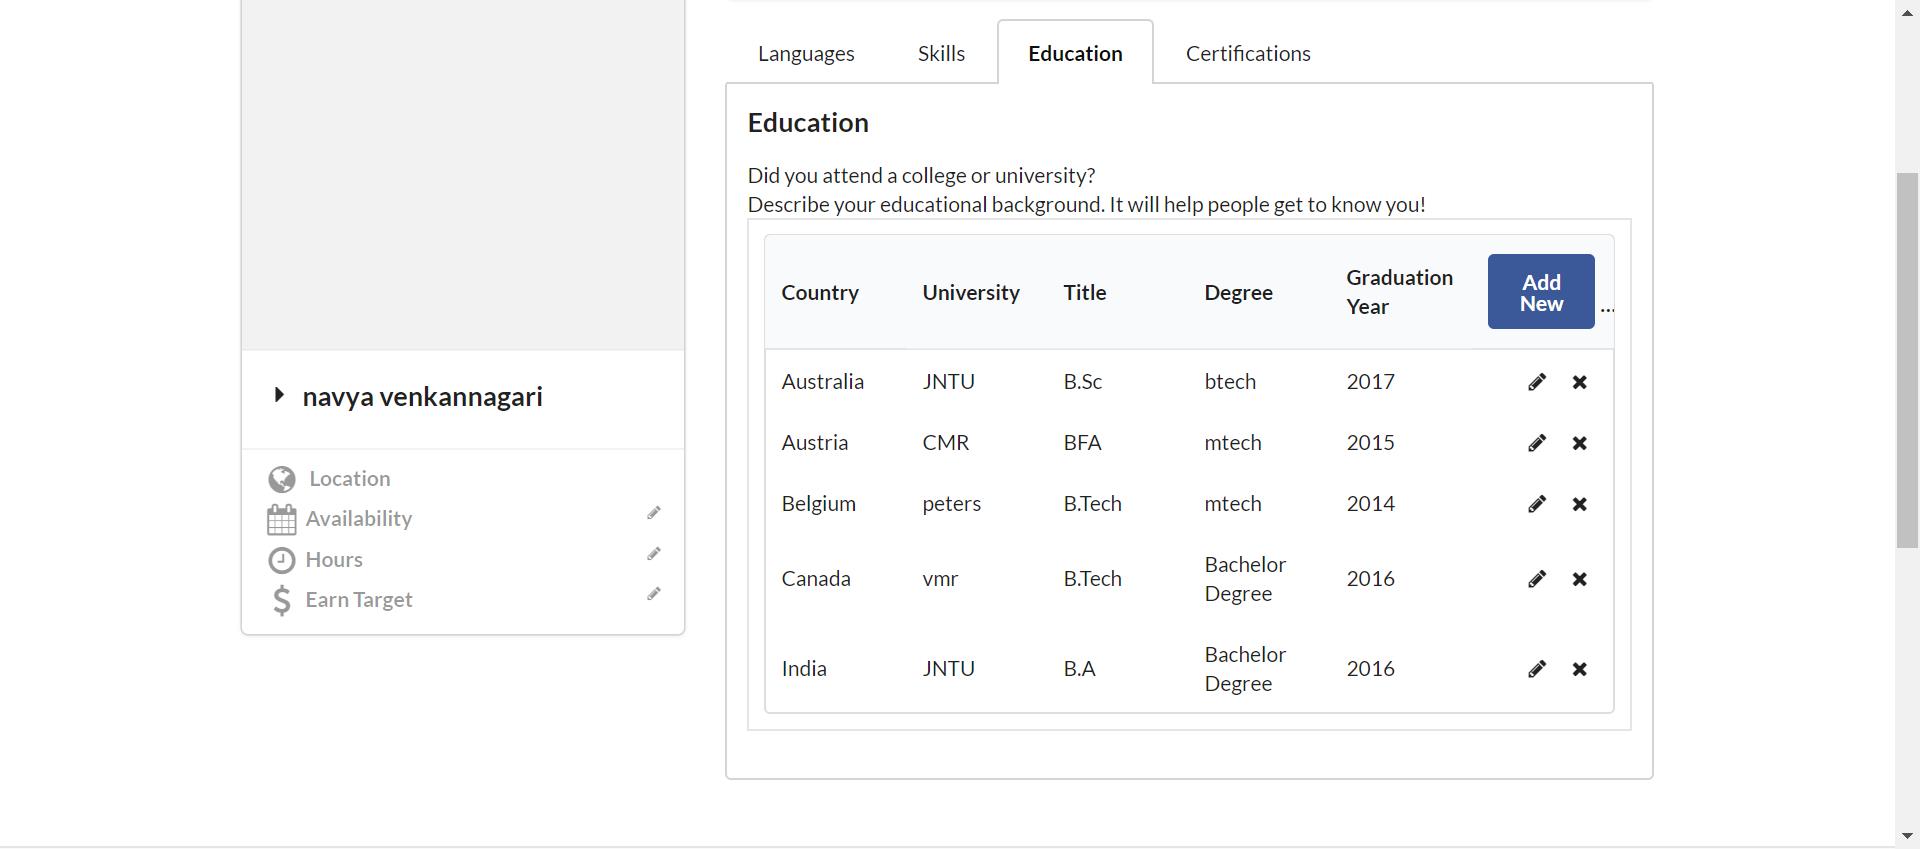 Languages Skills Education Certifications
Education
Did you attend a college or university?
Describe your educational background. It will help people get to know you!
Country University Title Degree Graduation Year Add New ...
Australia JNTU B.Sc btech 2017
Austria CMR BFA mtech 2015
Belgium peters B.Tech mtech 2014
Canada vmr B.Tech Bachelor Degree 2016
India JNTU B.A Bachelor Degree 2016
navya venkannagari
Location
Availability
Hours
Earn Target